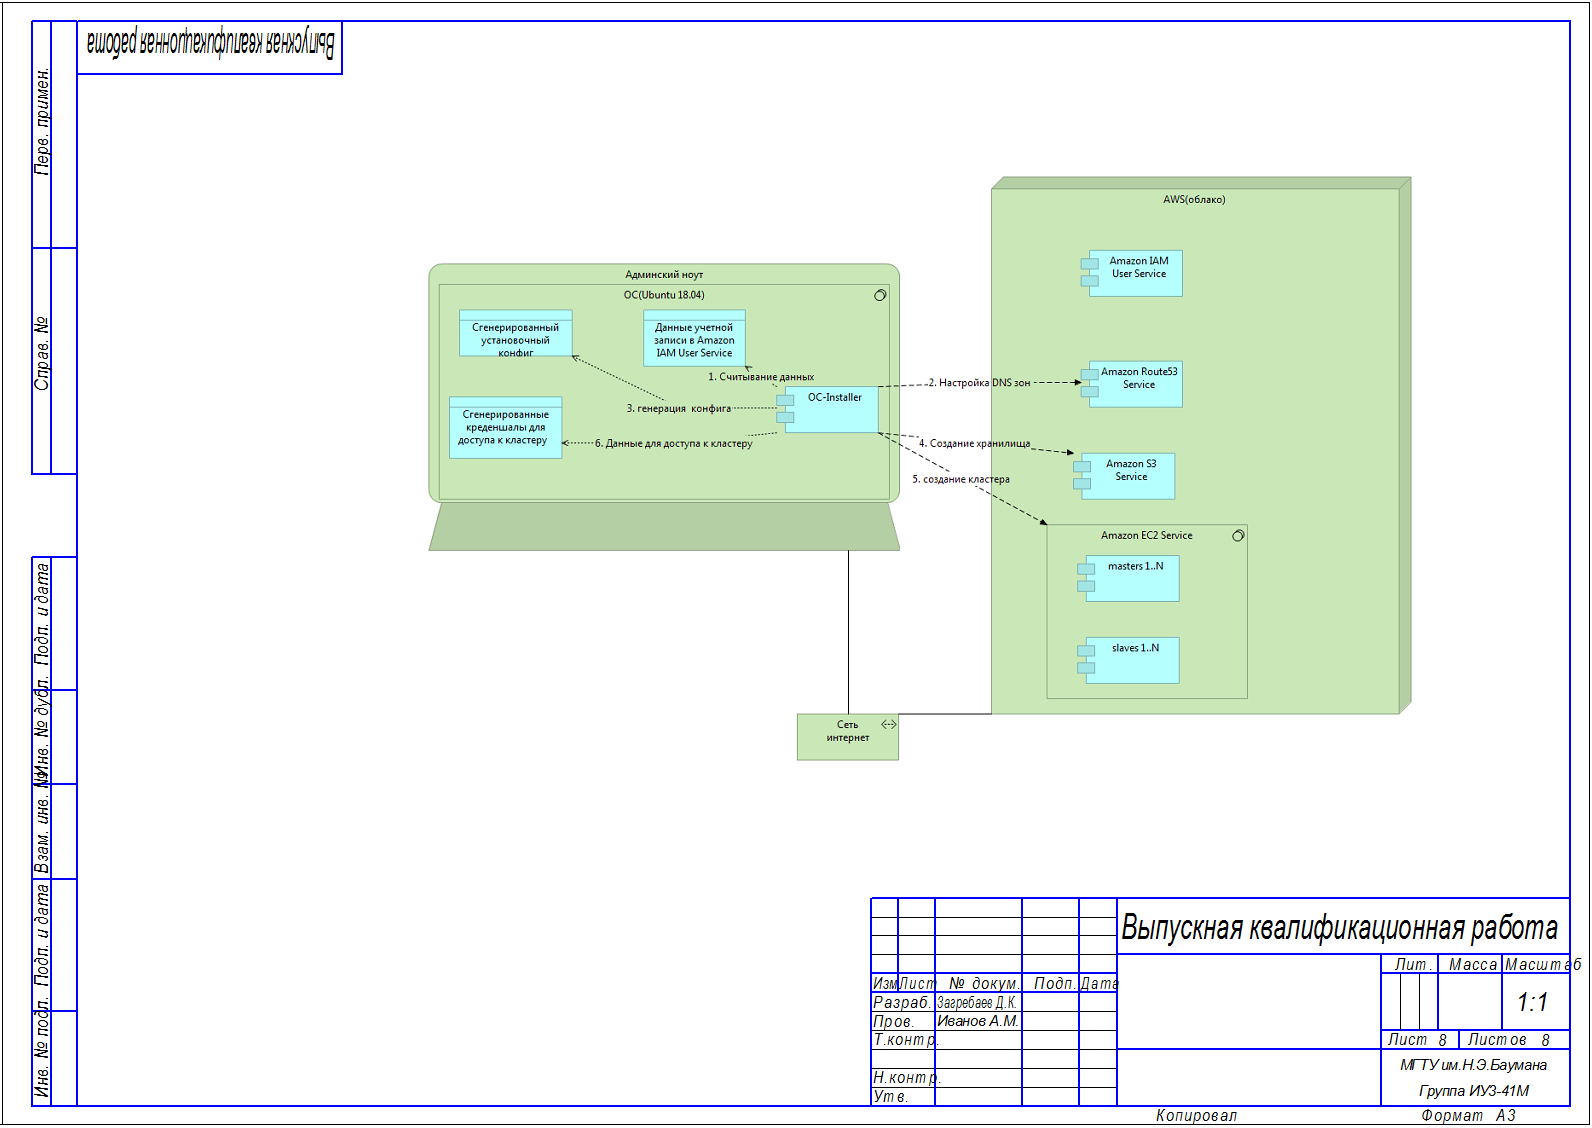 Выпускная квалификационная работа
Перв. примен.
Справ. №
Подп. и дата
Инв. № дубл.
Взам. инв. №
Подп. и дата
Инв. № подл.
Админский ноут
ОС(Ubuntu 18.04)
Сгенерированный
установочный
конфиг
Данные учетной
записи в Amazon
IAM User Service
1. Считывание данных
OC-Installer
3. генерация конфига
Сгенерированные
креденшалы для
доступа к кластеру
6. Данные для доступа к кластеру
2. Настройка DNS зон
4. Создание хранилища
5. создание кластера
AWS(облако)
Amazon IAM
User Service
Amazon Route53
Service
Amazon S3
Service
Amazon EC2 Service
masters 1..N
slaves 1..N
Сеть
интернет
Выпускная квалификационная работа
Лит. Масса Масштаб
1:1
Изм Лист № докум. Подп. Дата
Разраб. Загребаев Д.К.
Пров. Иванов А.М.
Т.контр.
Н.контр.
Утв.
Лист 8 Листов 8
МГТУ им.Н.Э.Баумана
Группа ИУ3-41М
Копировал Формат А3